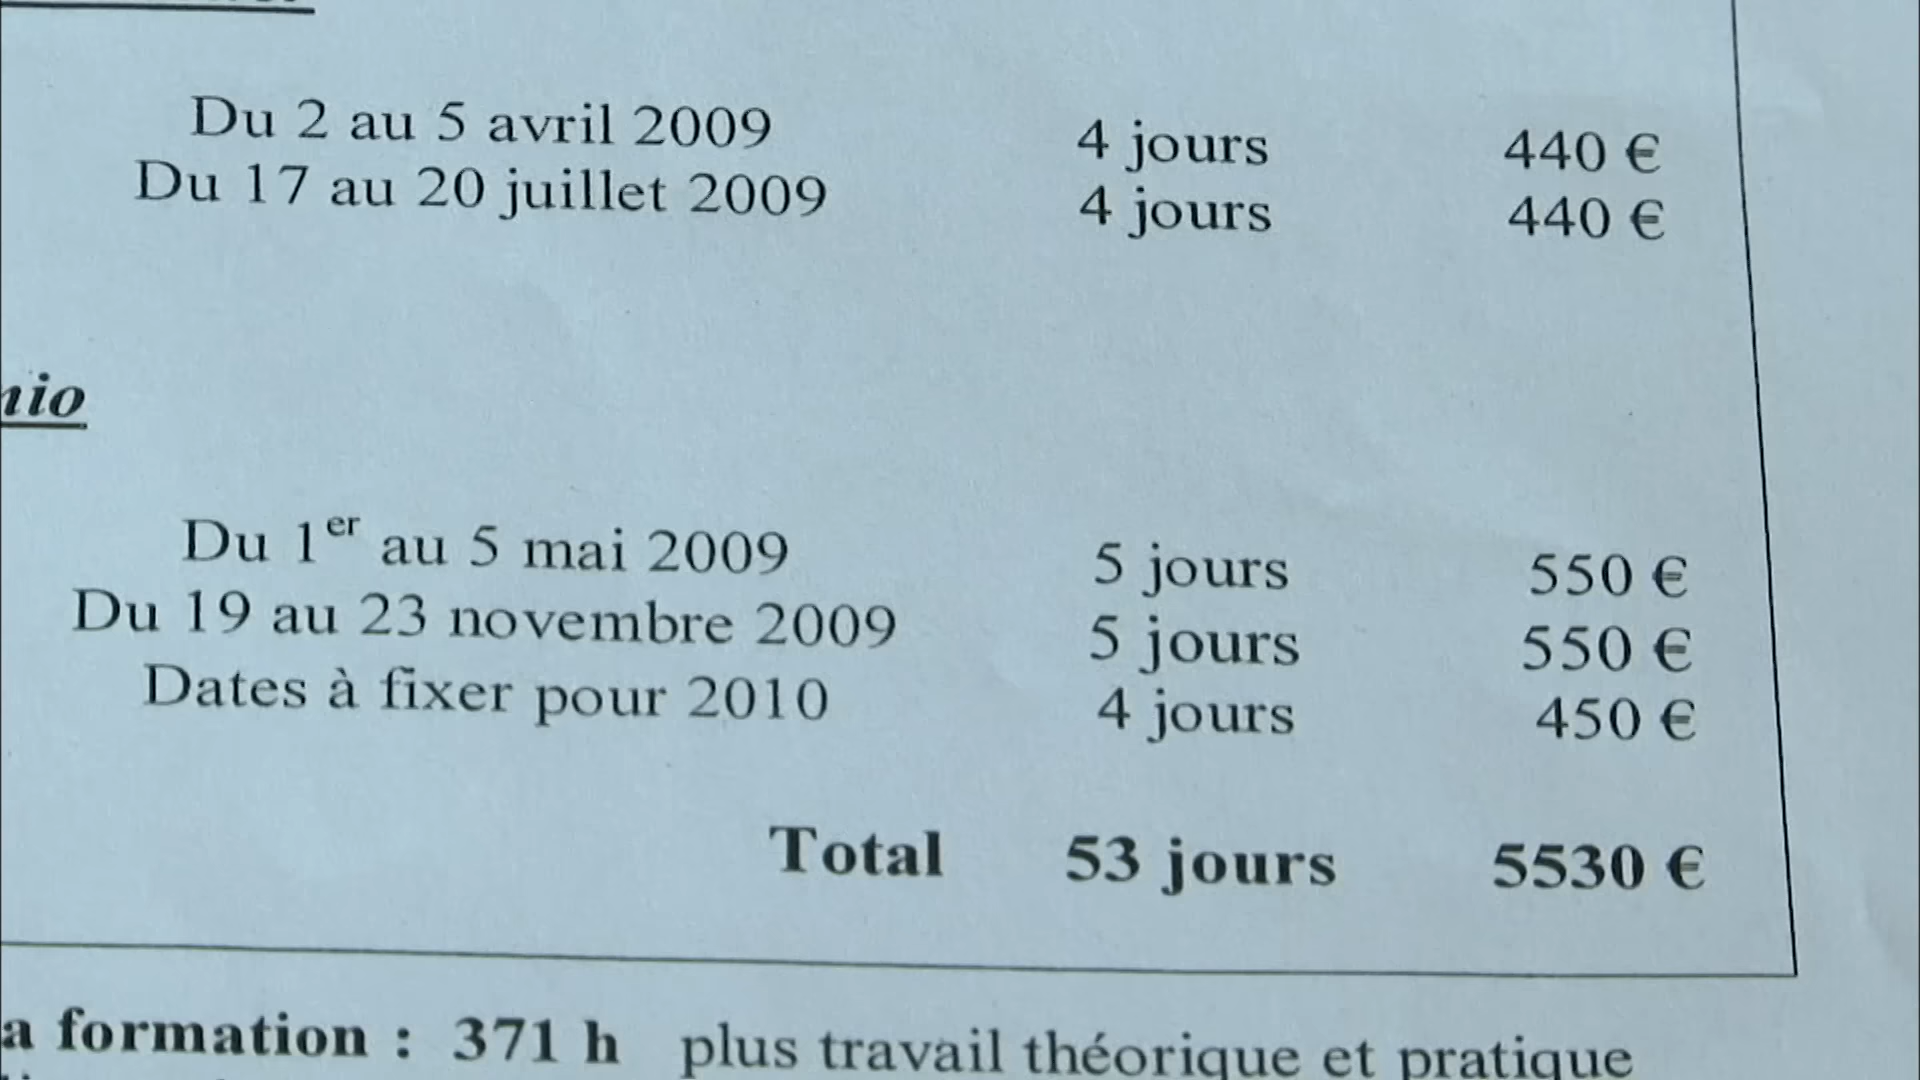 Du 2 au 5 avril 2009 4 jours 440 €
Du 17 au 20 juillet 2009 4 jours 440 €
nio
Du 1er au 5 mai 2009 5 jours 550 €
Du 19 au 23 novembre 2009 5 jours 550 €
Dates à fixer pour 2010 4 jours 450 €
Total 53 jours 5530 €
a formation : 371 h plus travail théorique et pratique